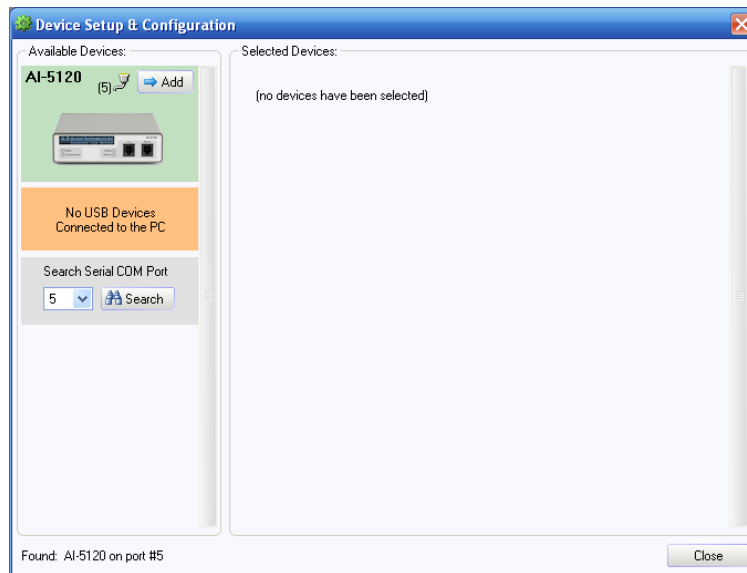 Device Setup & Configuration
Available Devices:
AI-5120
(5)
Add
No USB Devices
Connected to the PC
Search Serial COM Port
5
Search
Selected Devices:
(no devices have been selected)
Found: AI-5120 on port #5
Close